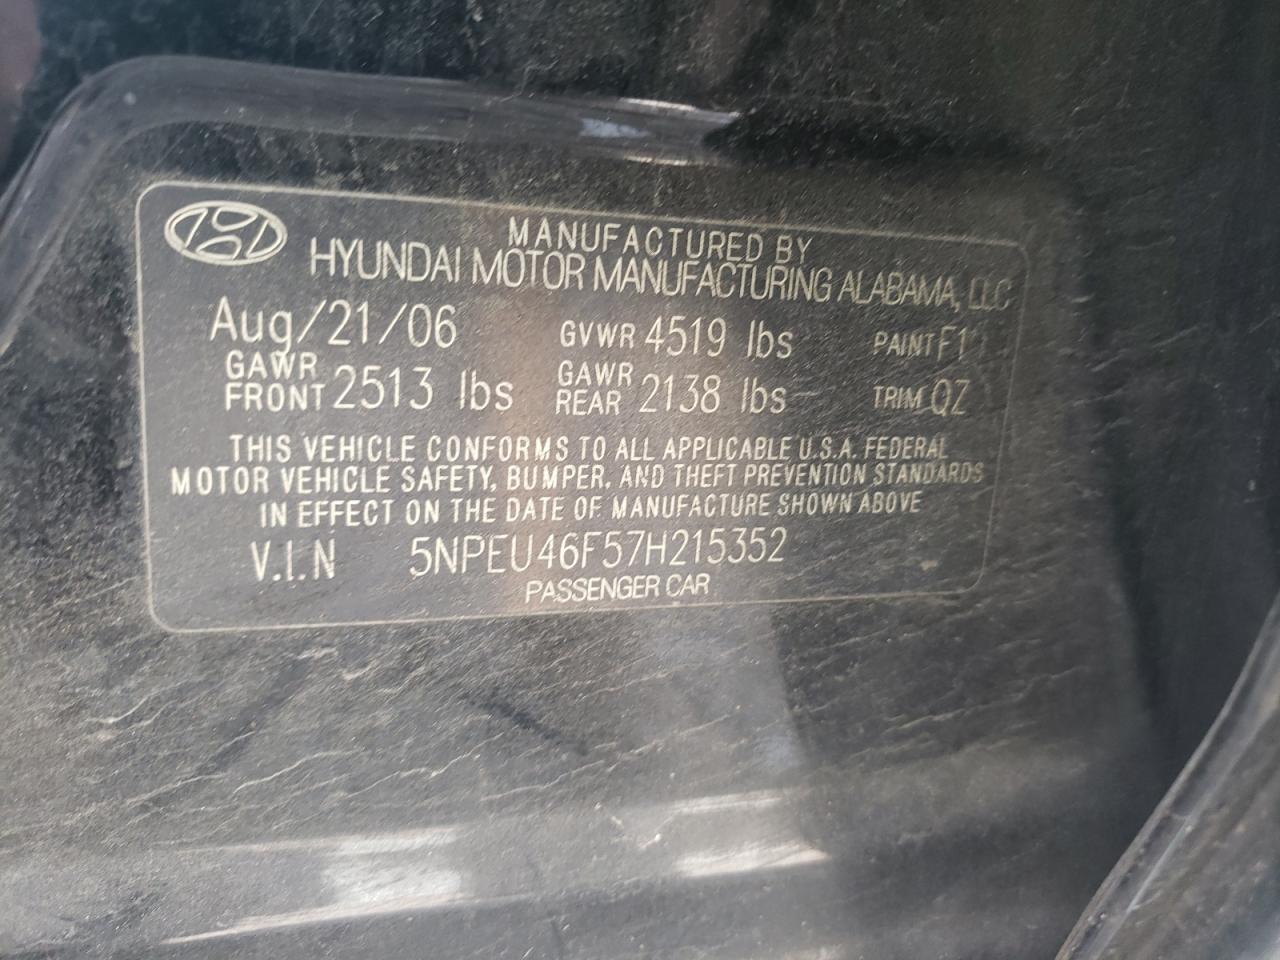 MANUFACTURED BY
HYUNDAI MOTOR MANUFACTURING ALABAMA, LLC
Aug/21/06 GVWR 4519 lbs PAINT
GAWR FRONT 2513 lbs GAWR REAR 2138 lbs TRIM QZ
THIS VEHICLE CONFORMS TO ALL APPLICABLE U.S.A. FEDERAL
MOTOR VEHICLE SAFETY, BUMPER, AND THEFT PREVENTION STANDARDS
IN EFFECT ON THE DATE OF MANUFACTURE SHOWN ABOVE
V.I.N 5NPEU46F57H215352
PASSENGER CAR